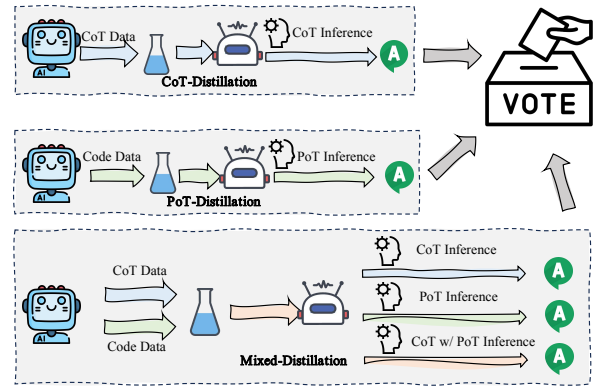 CoT Data
CoT Inference
AI
A
CoT-Distillation
VOTE
Code Data
PoT Inference
AI
A
PoT-Distillation
CoT Data
Code Data
AI
Mixed-Distillation
CoT Inference
A
PoT Inference
A
CoT w/ PoT Inference
A